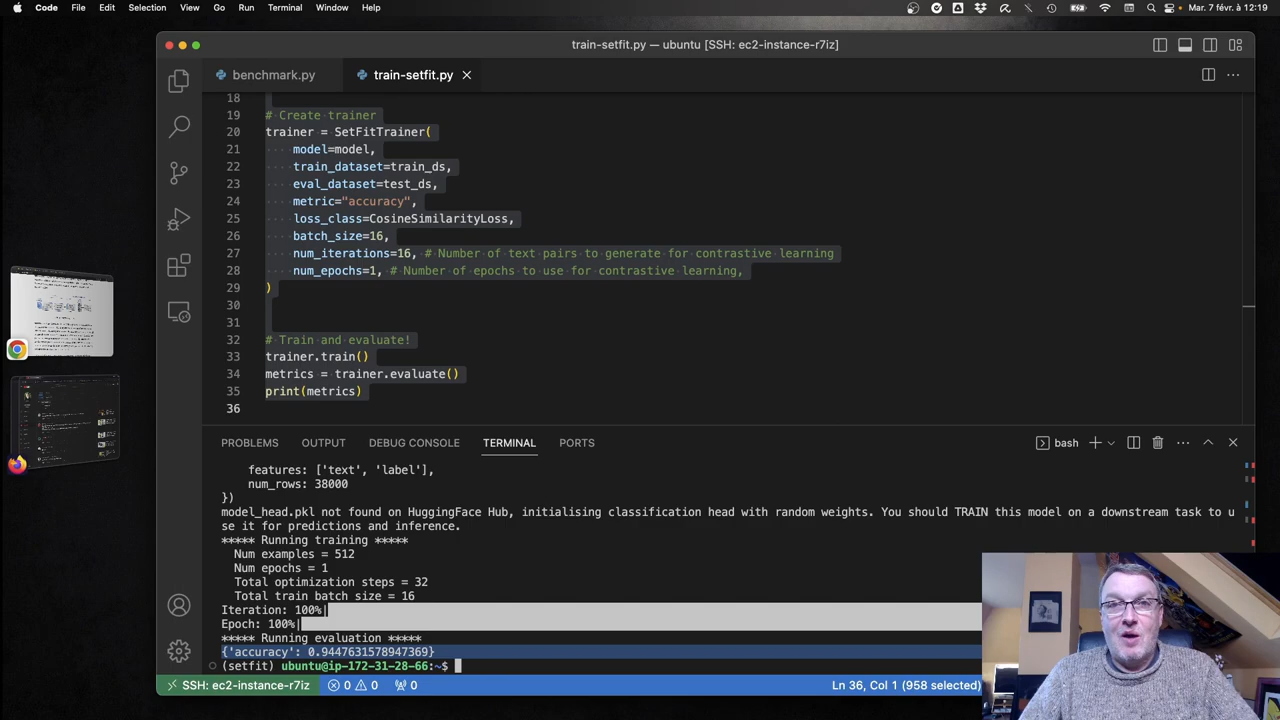 Code File Edit Selection View Go Run Terminal Window Help
Mar. 7 févr. à 12:19
train-setfit.py — ubuntu [SSH: ec2-instance-r7iz]
benchmark.py train-setfit.py
18
19 # Create trainer
20 trainer = SetFitTrainer(
21 model=model,
22 train_dataset=train_ds,
23 eval_dataset=test_ds,
24 metric="accuracy",
25 loss_class=CosineSimilarityLoss,
26 batch_size=16,
27 num_iterations=16, # Number of text pairs to generate for contrastive learning
28 num_epochs=1, # Number of epochs to use for contrastive learning,
29 )
30
31
32 # Train and evaluate!
33 trainer.train()
34 metrics = trainer.evaluate()
35 print(metrics)
36
PROBLEMS OUTPUT DEBUG CONSOLE TERMINAL PORTS bash
features: ['text', 'label'],
num_rows: 38000
})
model_head.pkl not found on HuggingFace Hub, initialising classification head with random weights. You should TRAIN this model on a downstream task to u
se it for predictions and inference.
***** Running training *****
Num examples = 512
Num epochs = 1
Total optimization steps = 32
Total train batch size = 16
Iteration: 100%|
Epoch: 100%|
***** Running evaluation *****
{'accuracy': 0.9447631578947369}
(setfit) ubuntu@ip-172-31-28-66:~$
SSH: ec2-instance-r7iz 0 0 0 Ln 36, Col 1 (958 selected)